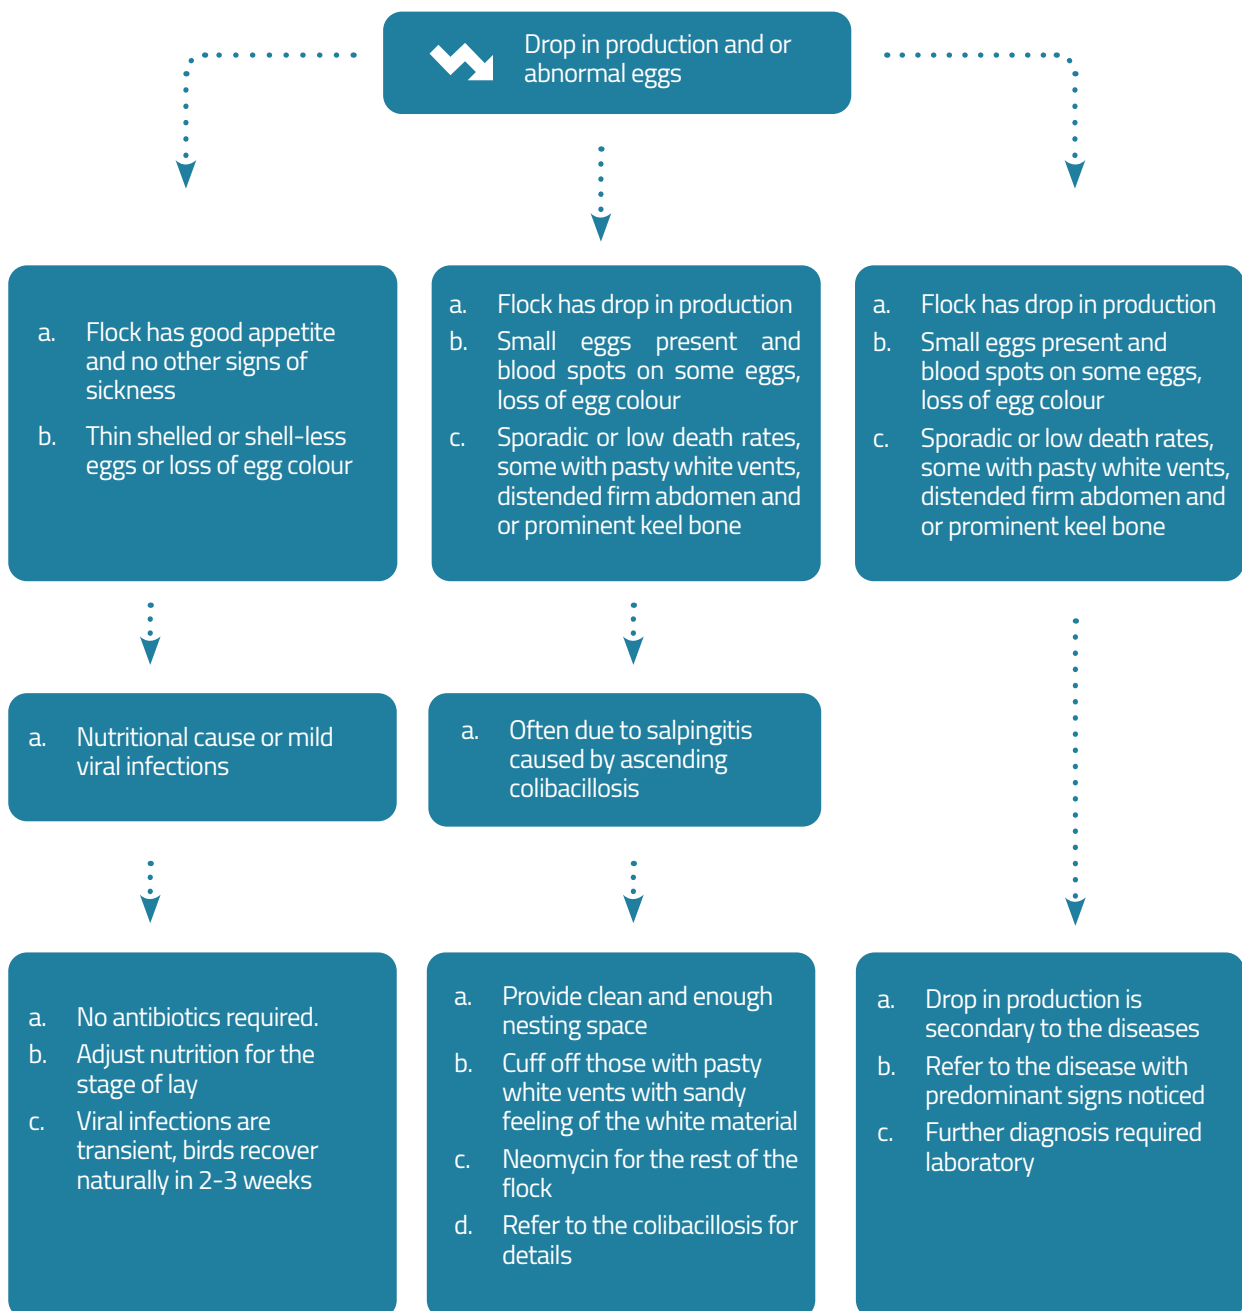 Drop in production and or
abnormal eggs
a. Flock has good appetite
and no other signs of
sickness
b. Thin shelled or shell-less
eggs or loss of egg colour
a. Flock has drop in production
b. Small eggs present and
blood spots on some eggs,
loss of egg colour
c. Sporadic or low death rates,
some with pasty white vents,
distended firm abdomen and
or prominent keel bone
a. Flock has drop in production
b. Small eggs present and
blood spots on some eggs,
loss of egg colour
c. Sporadic or low death rates,
some with pasty white vents,
distended firm abdomen and
or prominent keel bone
a. Nutritional cause or mild
viral infections
a. Often due to salpingitis
caused by ascending
colibacillosis
a. No antibiotics required.
b. Adjust nutrition for the
stage of lay
c. Viral infections are
transient, birds recover
naturally in 2-3 weeks
a. Provide clean and enough
nesting space
b. Cuff off those with pasty
white vents with sandy
feeling of the white material
c. Neomycin for the rest of the
flock
d. Refer to the colibacillosis for
details
a. Drop in production is
secondary to the diseases
b. Refer to the disease with
predominant signs noticed
c. Further diagnosis required
laboratory